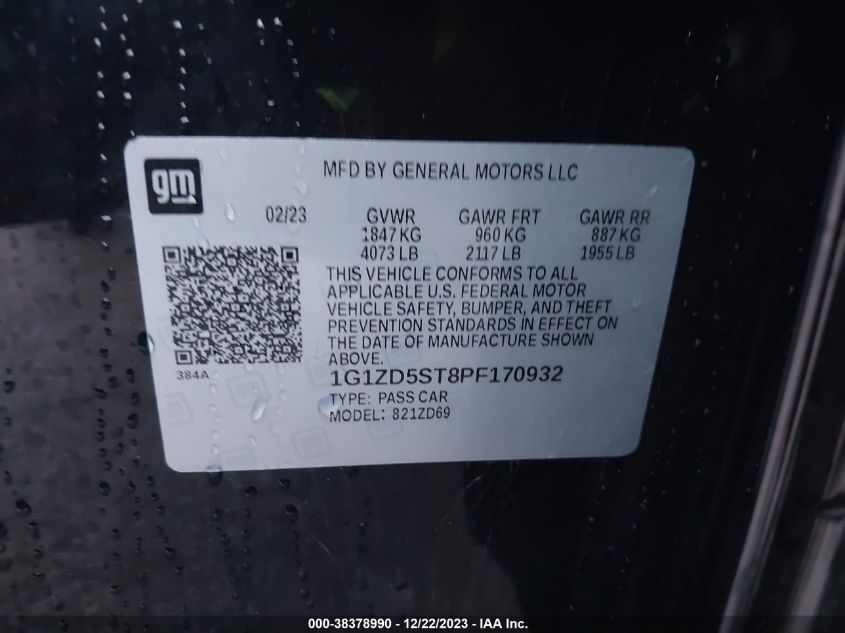 gm
MFD BY GENERAL MOTORS LLC
02/23 GVWR GAWR FRT GAWR RR
1847 KG 960 KG 887 KG
4073 LB 2117 LB 1955 LB
THIS VEHICLE CONFORMS TO ALL
APPLICABLE U.S. FEDERAL MOTOR
VEHICLE SAFETY, BUMPER, AND THEFT
PREVENTION STANDARDS IN EFFECT ON
THE DATE OF MANUFACTURE SHOWN
ABOVE.
384A
1G1ZD5ST8PF170932
TYPE: PASS CAR
MODEL: 821ZD69
000-38378990 - 12/22/2023 - IAA Inc.